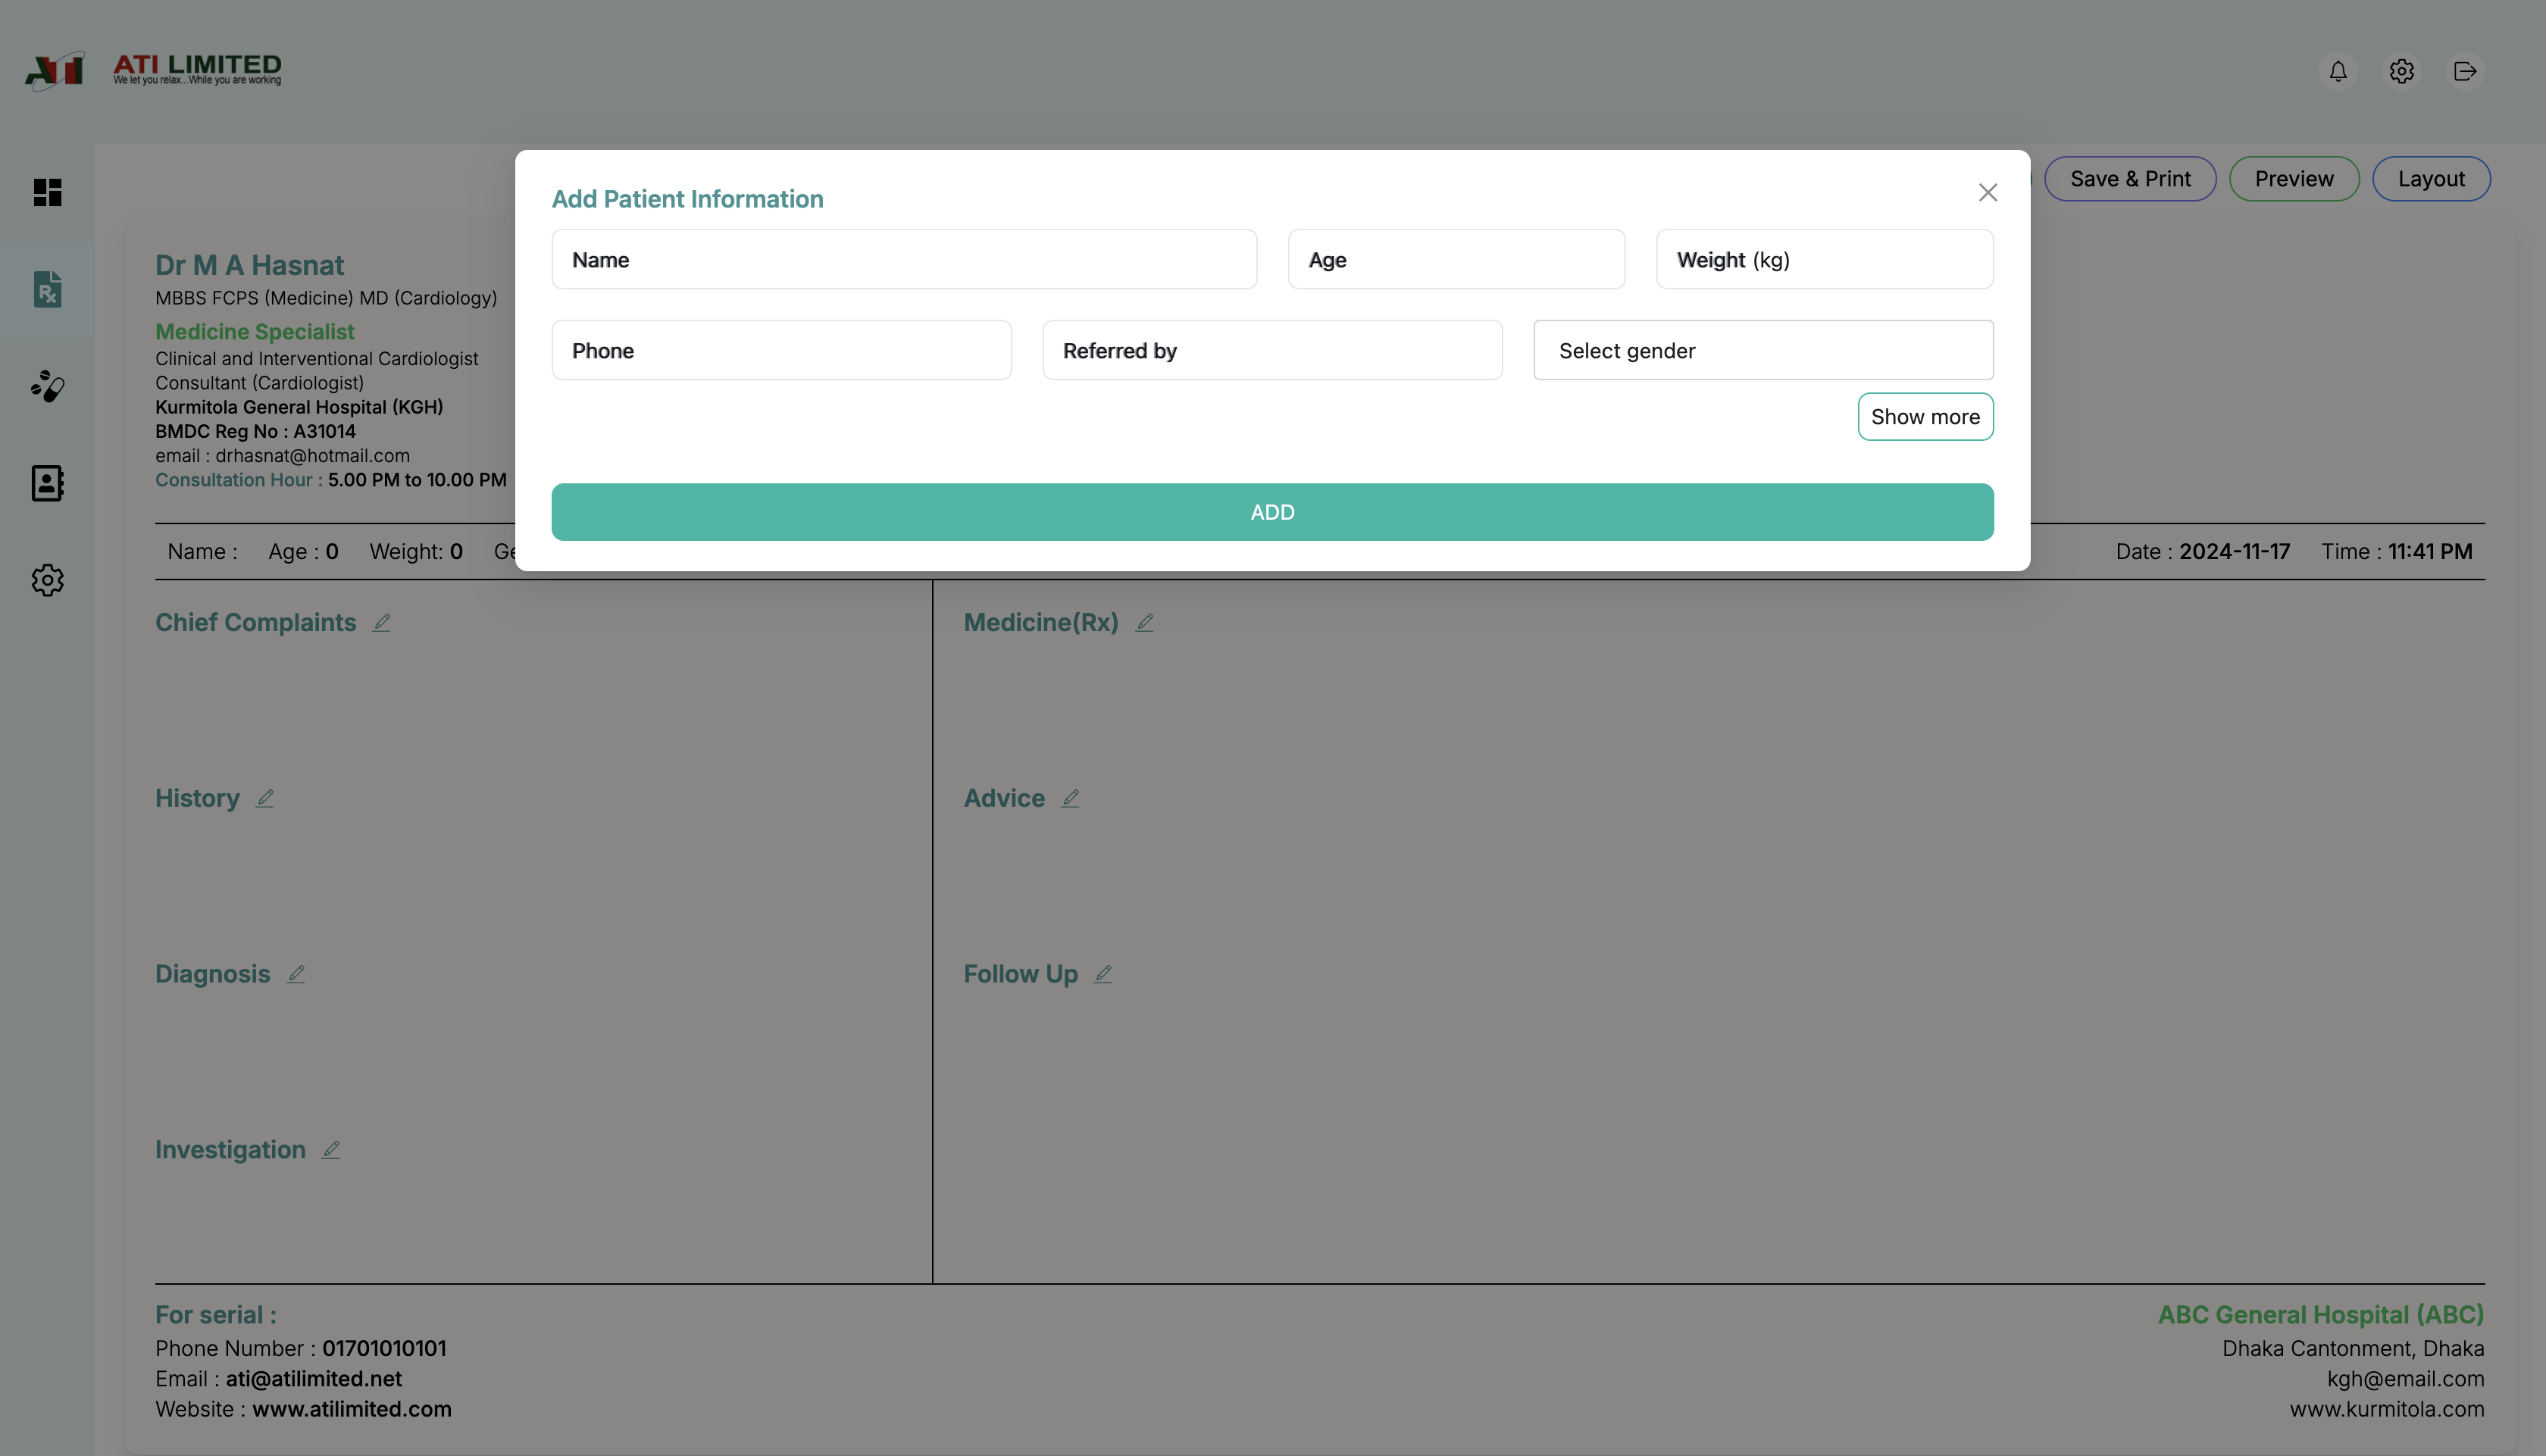 ATI
ATI LIMITED
We let you relax...While you are working
Save & Print
Preview
Layout
Add Patient Information
Name
Age
Weight (kg)
Phone
Referred by
Select gender
Show more
ADD
Dr M A Hasnat
MBBS FCPS (Medicine) MD (Cardiology)
Medicine Specialist
Clinical and Interventional Cardiologist
Consultant (Cardiologist)
Kurmitola General Hospital (KGH)
BMDC Reg No : A31014
email : drhasnat@hotmail.com
Consultation Hour : 5.00 PM to 10.00 PM
Name : Age : 0 Weight: 0 Ge
Date : 2024-11-17 Time : 11:41 PM
Chief Complaints
History
Diagnosis
Investigation
Medicine(Rx)
Advice
Follow Up
For serial :
Phone Number : 01701010101
Email : ati@atilimited.net
Website : www.atilimited.com
ABC General Hospital (ABC)
Dhaka Cantonment, Dhaka
kgh@email.com
www.kurmitola.com